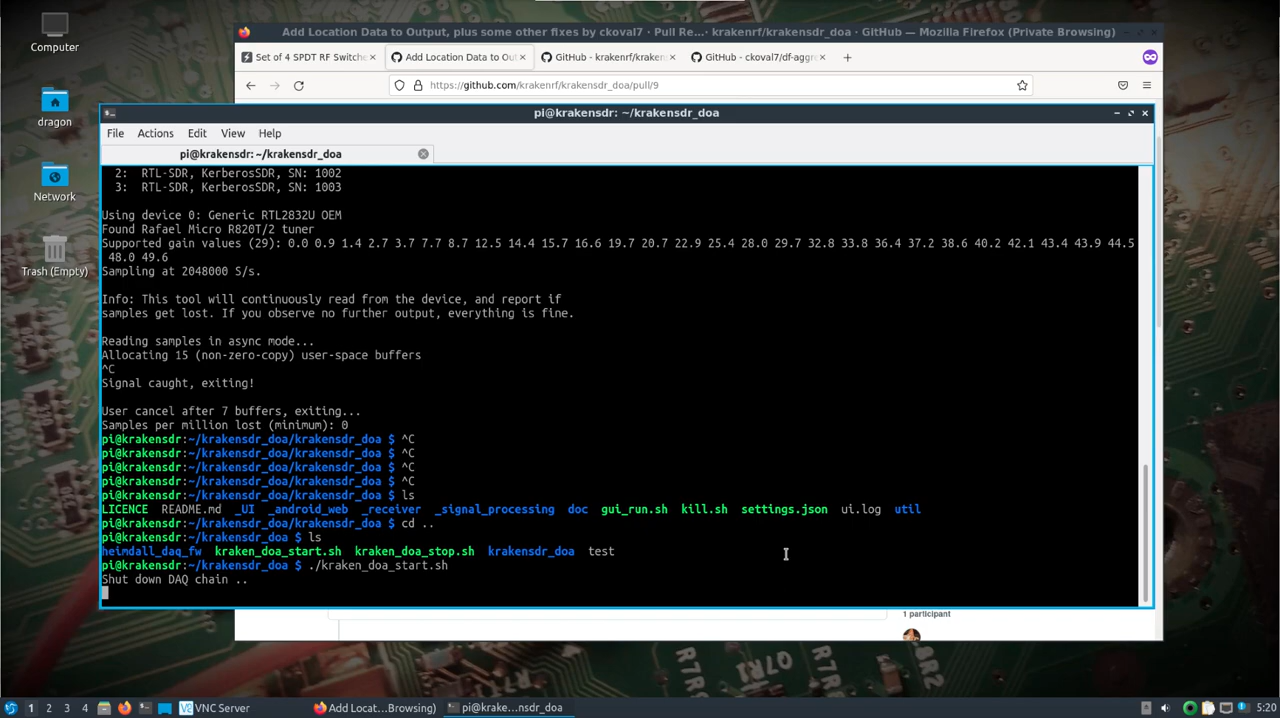 Computer
dragon
Network
Trash (Empty)
Add Location Data to Output, plus some other fixes by ckoval7 · Pull Re...· krakenrf/krakensdr_doa · GitHub — Mozilla Firefox (Private Browsing)
Set of 4 SPDT RF Switche
Add Location Data to Out
GitHub - krakenrf/kraken
GitHub - ckoval7/df-aggre
https://github.com/krakenrf/krakensdr_doa/pull/9
pi@krakensdr: ~/krakensdr_doa
File Actions Edit View Help
pi@krakensdr: ~/krakensdr_doa
2: RTL-SDR, KerberosSDR, SN: 1002
3: RTL-SDR, KerberosSDR, SN: 1003
Using device 0: Generic RTL2832U OEM
Found Rafael Micro R820T/2 tuner
Supported gain values (29): 0.0 0.9 1.4 2.7 3.7 7.7 8.7 12.5 14.4 15.7 16.6 19.7 20.7 22.9 25.4 28.0 29.7 32.8 33.8 36.4 37.2 38.6 40.2 42.1 43.4 43.9 44.5
48.0 49.6
Sampling at 2048000 S/s.
Info: This tool will continuously read from the device, and report if
samples get lost. If you observe no further output, everything is fine.
Reading samples in async mode...
Allocating 15 (non-zero-copy) user-space buffers
^C
Signal caught, exiting!
User cancel after 7 buffers, exiting...
Samples per million lost (minimum): 0
pi@krakensdr:~/krakensdr_doa/krakensdr_doa $ ^C
pi@krakensdr:~/krakensdr_doa/krakensdr_doa $ ^C
pi@krakensdr:~/krakensdr_doa/krakensdr_doa $ ^C
pi@krakensdr:~/krakensdr_doa/krakensdr_doa $ ^C
pi@krakensdr:~/krakensdr_doa/krakensdr_doa $ ls
LICENCE README.md _UI _android_web _receiver _signal_processing doc gui_run.sh kill.sh settings.json ui.log util
pi@krakensdr:~/krakensdr_doa/krakensdr_doa $ cd ..
pi@krakensdr:~/krakensdr_doa $ ls
heimdall_daq_fw kraken_doa_start.sh kraken_doa_stop.sh krakensdr_doa test
pi@krakensdr:~/krakensdr_doa $ ./kraken_doa_start.sh
Shut down DAQ chain ..
1 participant
1 2 3 4 VNC Server Add Locat...Browsing) pi@krake...nsdr_doa 5:20